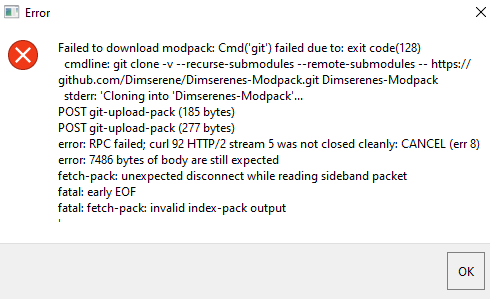 Error
Failed to download modpack: Cmd('git') failed due to: exit code(128)
cmdline: git clone -v --recurse-submodules --remote-submodules -- https://
github.com/Dimserene/Dimserenes-Modpack.git Dimserenes-Modpack
stderr: 'Cloning into 'Dimserenes-Modpack'...
POST git-upload-pack (185 bytes)
POST git-upload-pack (277 bytes)
error: RPC failed; curl 92 HTTP/2 stream 5 was not closed cleanly: CANCEL (err 8)
error: 7486 bytes of body are still expected
fetch-pack: unexpected disconnect while reading sideband packet
fatal: early EOF
fatal: fetch-pack: invalid index-pack output
'
OK